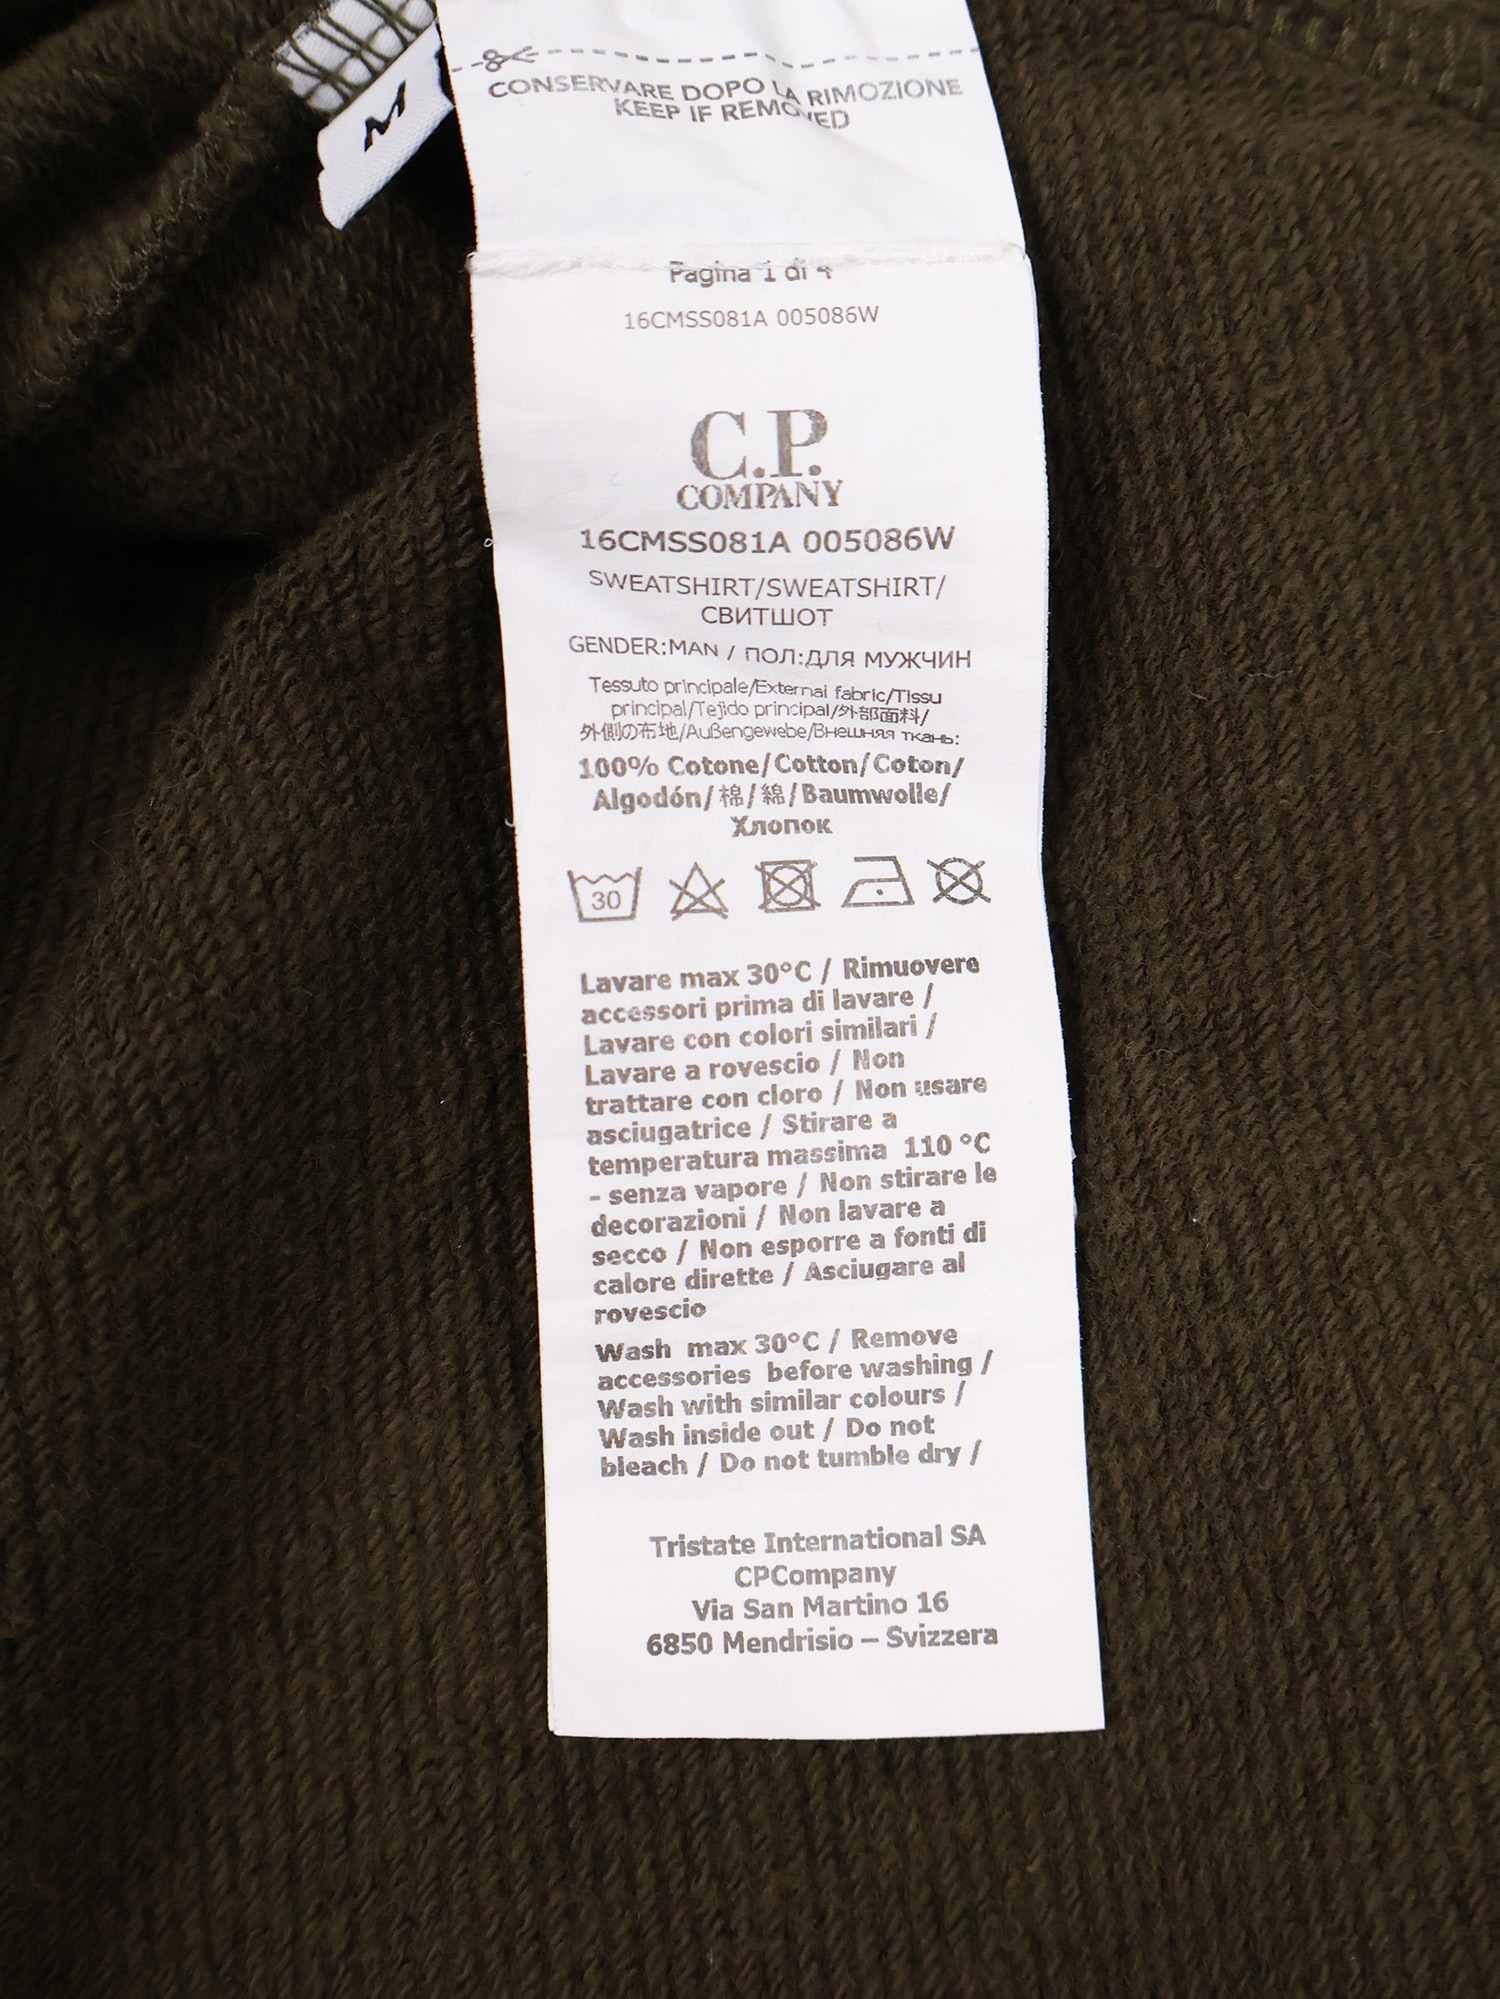 M
CONSERVARE DOPO LA RIMOZIONE
KEEP IF REMOVED
Pagina 1 di 4
16CMSS081A 005086W
C.P.
COMPANY
16CMSS081A 005086W
SWEATSHIRT/SWEATSHIRT/
СВИТШОТ
GENDER:MAN / ПОЛ:ДЛЯ МУЖЧИН
Tessuto principale/External fabric/Tissu
principal/Tejido principal/外部面料/
外側の布地/Außengewebe/Внешняя ткань:
100% Cotone/Cotton/Coton/
Algodón/棉/綿/Baumwolle/
Хлопок
30
Lavare max 30°C / Rimuovere
accessori prima di lavare /
Lavare con colori similari /
Lavare a rovescio / Non
trattare con cloro / Non usare
asciugatrice / Stirare a
temperatura massima 110 °C
- senza vapore / Non stirare le
decorazioni / Non lavare a
secco / Non esporre a fonti di
calore dirette / Asciugare al
rovescio
Wash max 30°C / Remove
accessories before washing /
Wash with similar colours /
Wash inside out / Do not
bleach / Do not tumble dry /
Tristate International SA
CPCompany
Via San Martino 16
6850 Mendrisio – Svizzera